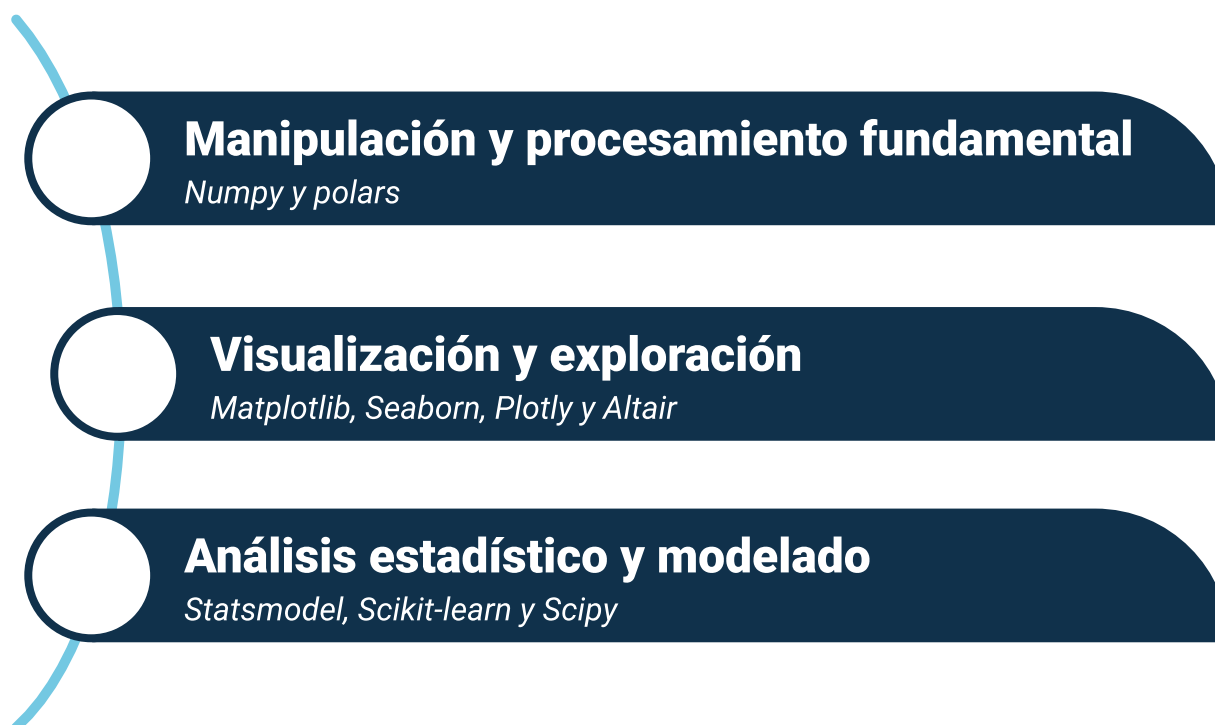 Manipulación y procesamiento fundamental
Numpy y polars
Visualización y exploración
Matplotlib, Seaborn, Plotly y Altair
Análisis estadístico y modelado
Statsmodel, Scikit-learn y Scipy